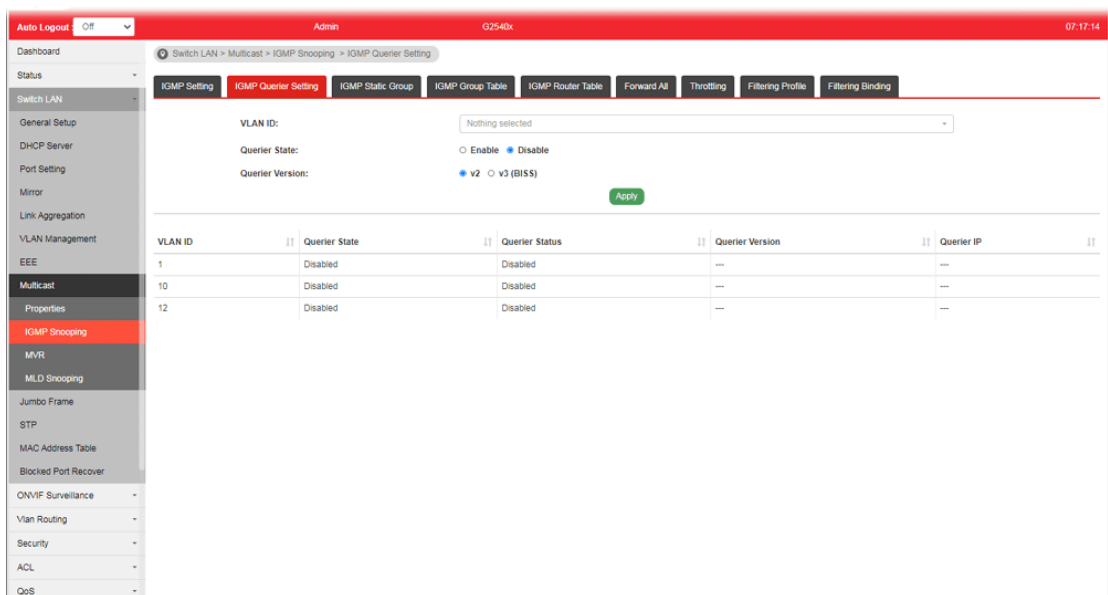 Auto Logout : Off Admin G2540x 07:17:14
Dashboard
Status
Switch LAN
General Setup
DHCP Server
Port Setting
Mirror
Link Aggregation
VLAN Management
EEE
Multicast
Properties
IGMP Snooping
MVR
MLD Snooping
Jumbo Frame
STP
MAC Address Table
Blocked Port Recover
ONVIF Surveillance
Vlan Routing
Security
ACL
QoS
Switch LAN > Multicast > IGMP Snooping > IGMP Querier Setting
IGMP Setting IGMP Querier Setting IGMP Static Group IGMP Group Table IGMP Router Table Forward All Throttling Filtering Profile Filtering Binding
VLAN ID: Nothing selected
Querier State: Enable Disable
Querier Version: v2 v3 (BISS)
Apply
VLAN ID Querier State Querier Status Querier Version Querier IP
1 Disabled Disabled --- ---
10 Disabled Disabled --- ---
12 Disabled Disabled --- ---